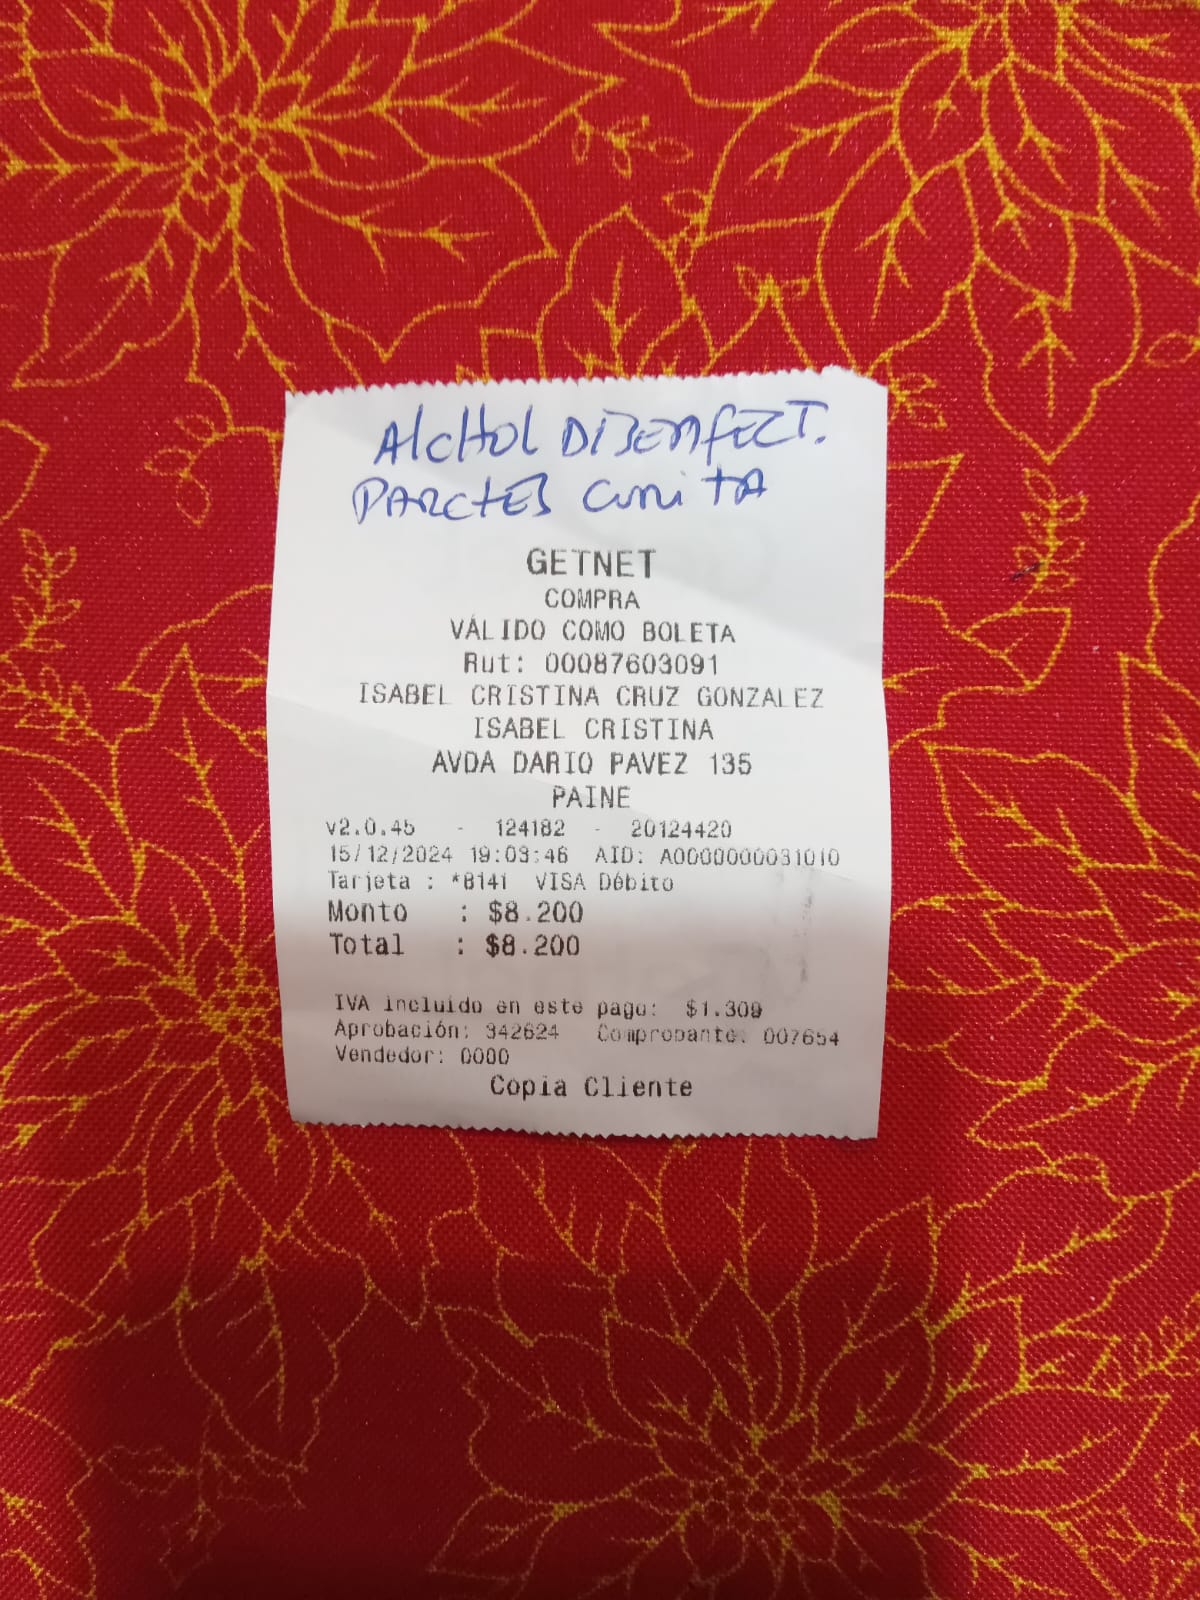 Alcthol DISemfect.
PARCHES CuriTA
GETNET
COMPRA
VÁLIDO COMO BOLETA
Rut: 00087603091
ISABEL CRISTINA CRUZ GONZALEZ
ISABEL CRISTINA
AVDA DARIO PAVEZ 135
PAINE
v2.0.45 - 124182 - 20124420
15/12/2024 19:03:46 AID: A0000000031010
Tarjeta : *8141 VISA Débito
Monto : $8.200
Total : $8.200
IVA incluido en este pago: $1.309
Aprobación: 342624 Comprobante: 007654
Vendedor: 0000
Copia Cliente